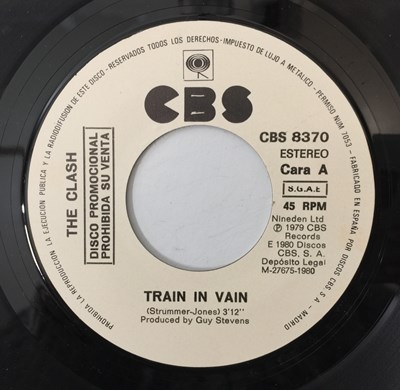 RESERVADOS TODOS LOS DERECHOS-IMPUESTO DE LUJO A METALICO - PERMISO NUM 7053 - FABRICADO EN ESPAÑA POR DISCOS CBS, S. A. - MADRID
PROHIBIDA LA REPRODUCCION, LA EJECUCION PUBLICA Y LA RADIODIFUSION DE ESTE DISCO -
CBS
THE CLASH
DISCO PROMOCIONAL
PROHIBIDA SU VENTA
CBS 8370
ESTEREO
Cara A
S.G.A.E
45 RPM
Nineden Ltd
℗ 1979 CBS
Records
© 1980 Discos
CBS, S. A.
Depósito Legal
M-27675-1980
TRAIN IN VAIN
(Strummer-Jones) 3'12''
Produced by Guy Stevens